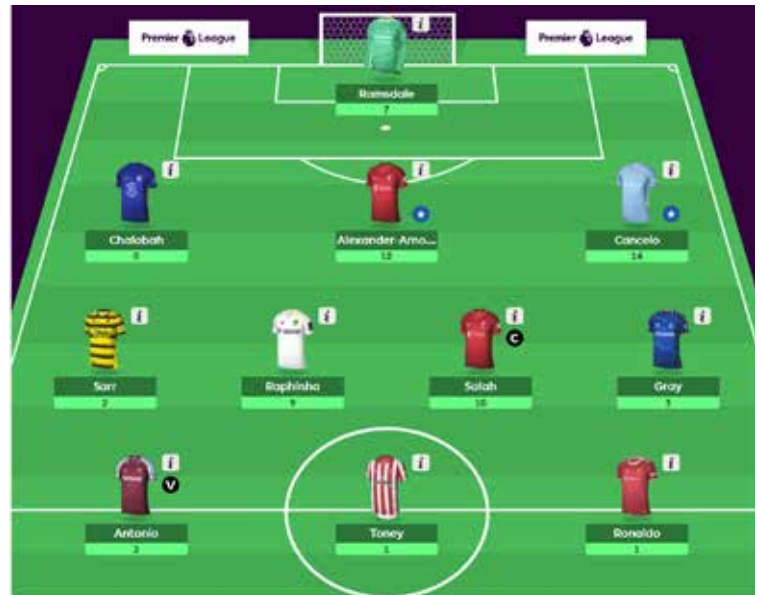 Premier League
Premier League
i
Ramsdale
7
i
i
i
Chalobah
Alexander-Arno...
Cancelo
0
12
14
i
i
i
i
C
Sarr
Raphinha
Salah
Gray
2
9
10
i
i
i
V
Antonio
Toney
Ronaldo
2
1
1